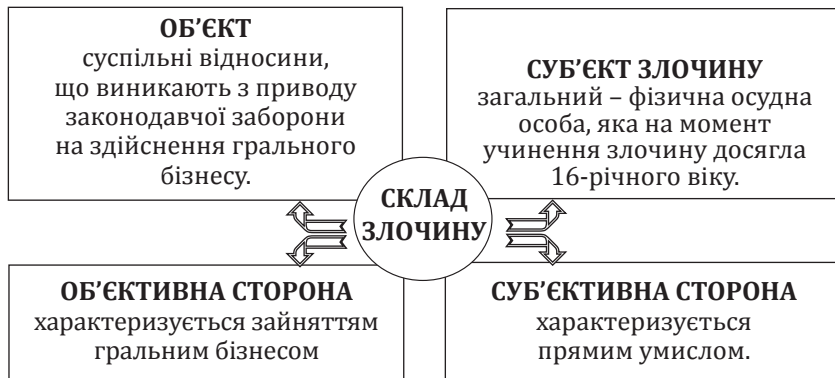 ОБ’ЄКТ
суспільні відносини,
що виникають з приводу
законодавчої заборони
на здійснення грального
бізнесу.
СУБ’ЄКТ ЗЛОЧИНУ
загальний – фізична осудна
особа, яка на момент
учинення злочину досягла
16-річного віку.
СКЛАД
ЗЛОЧИНУ
ОБ’ЄКТИВНА СТОРОНА
характеризується зайняттям
гральним бізнесом
СУБ’ЄКТИВНА СТОРОНА
характеризується
прямим умислом.